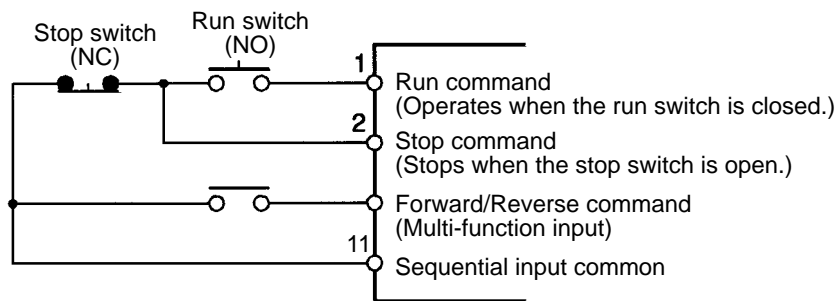 Stop switch
(NC)
Run switch
(NO)
1
Run command
(Operates when the run switch is closed.)
2
Stop command
(Stops when the stop switch is open.)
Forward/Reverse command
(Multi-function input)
11
Sequential input common